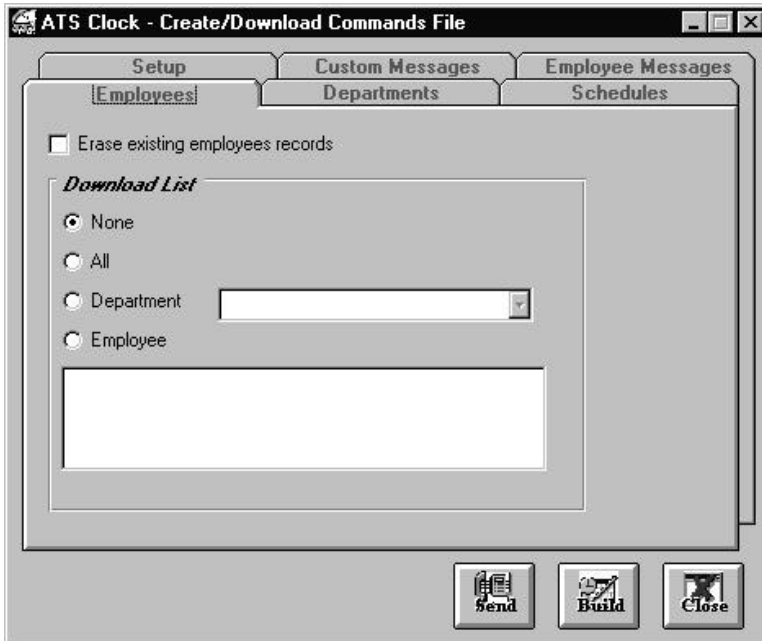 ATS Clock - Create/Download Commands File
Setup Custom Messages Employee Messages
Employees Departments Schedules
Erase existing employees records
Download List
None
All
Department
Employee
Send Build Close